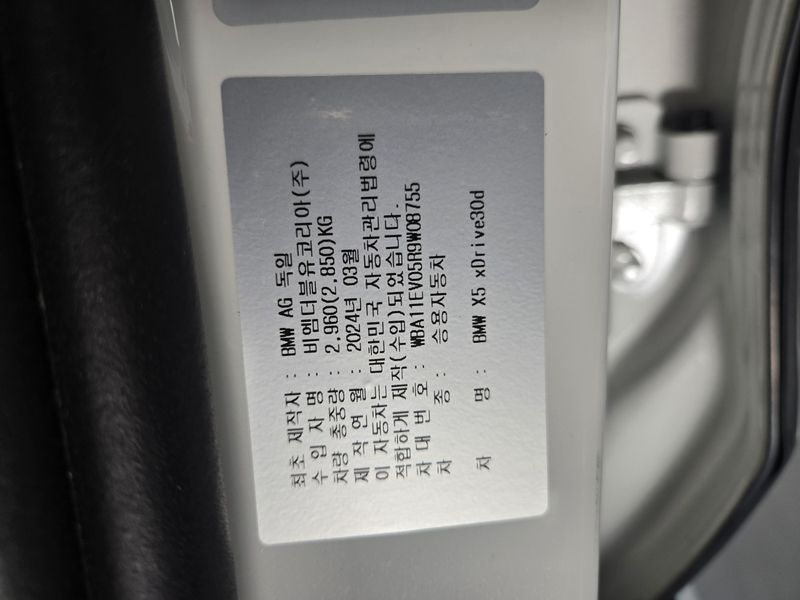 최초 제작자 : BMW AG 독일
수 입 자 명 : 비엠더블유코리아(주)
차량 총중량 : 2,960(2,850)KG
제 작 연 월 : 2024년 03월
이 자동차는 대한민국 자동차관리법령에
적합하게 제작(수입)되었습니다.
차 대 번 호 : WBA11EV05R9W08755
차 종 : 승용자동차
차 명 : BMW X5 xDrive30d